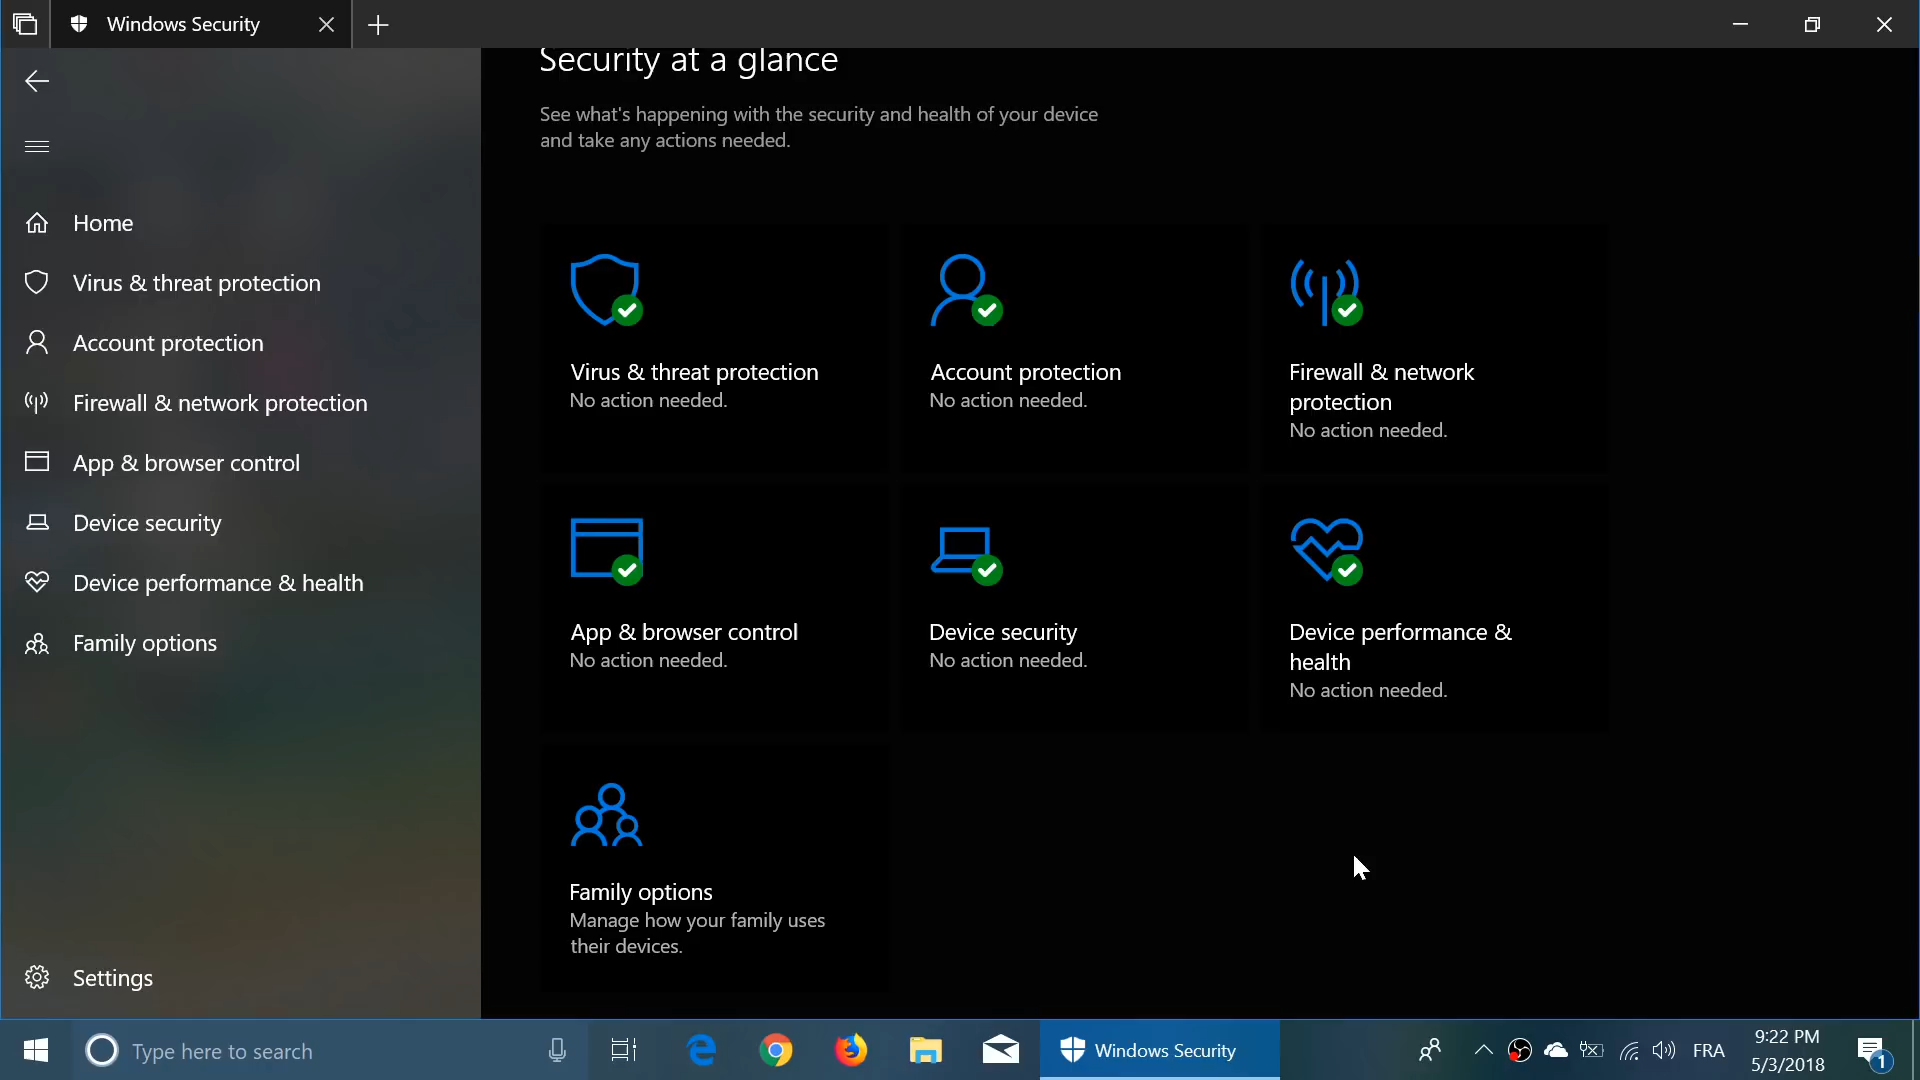 Windows Security
Security at a glance
See what's happening with the security and health of your device
and take any actions needed.
Home
Virus & threat protection
Account protection
Firewall & network protection
App & browser control
Device security
Device performance & health
Family options
Settings
Virus & threat protection
No action needed.
Account protection
No action needed.
Firewall & network
protection
No action needed.
App & browser control
No action needed.
Device security
No action needed.
Device performance &
health
No action needed.
Family options
Manage how your family uses
their devices.
Type here to search
Windows Security
FRA
9:22 PM
5/3/2018
1